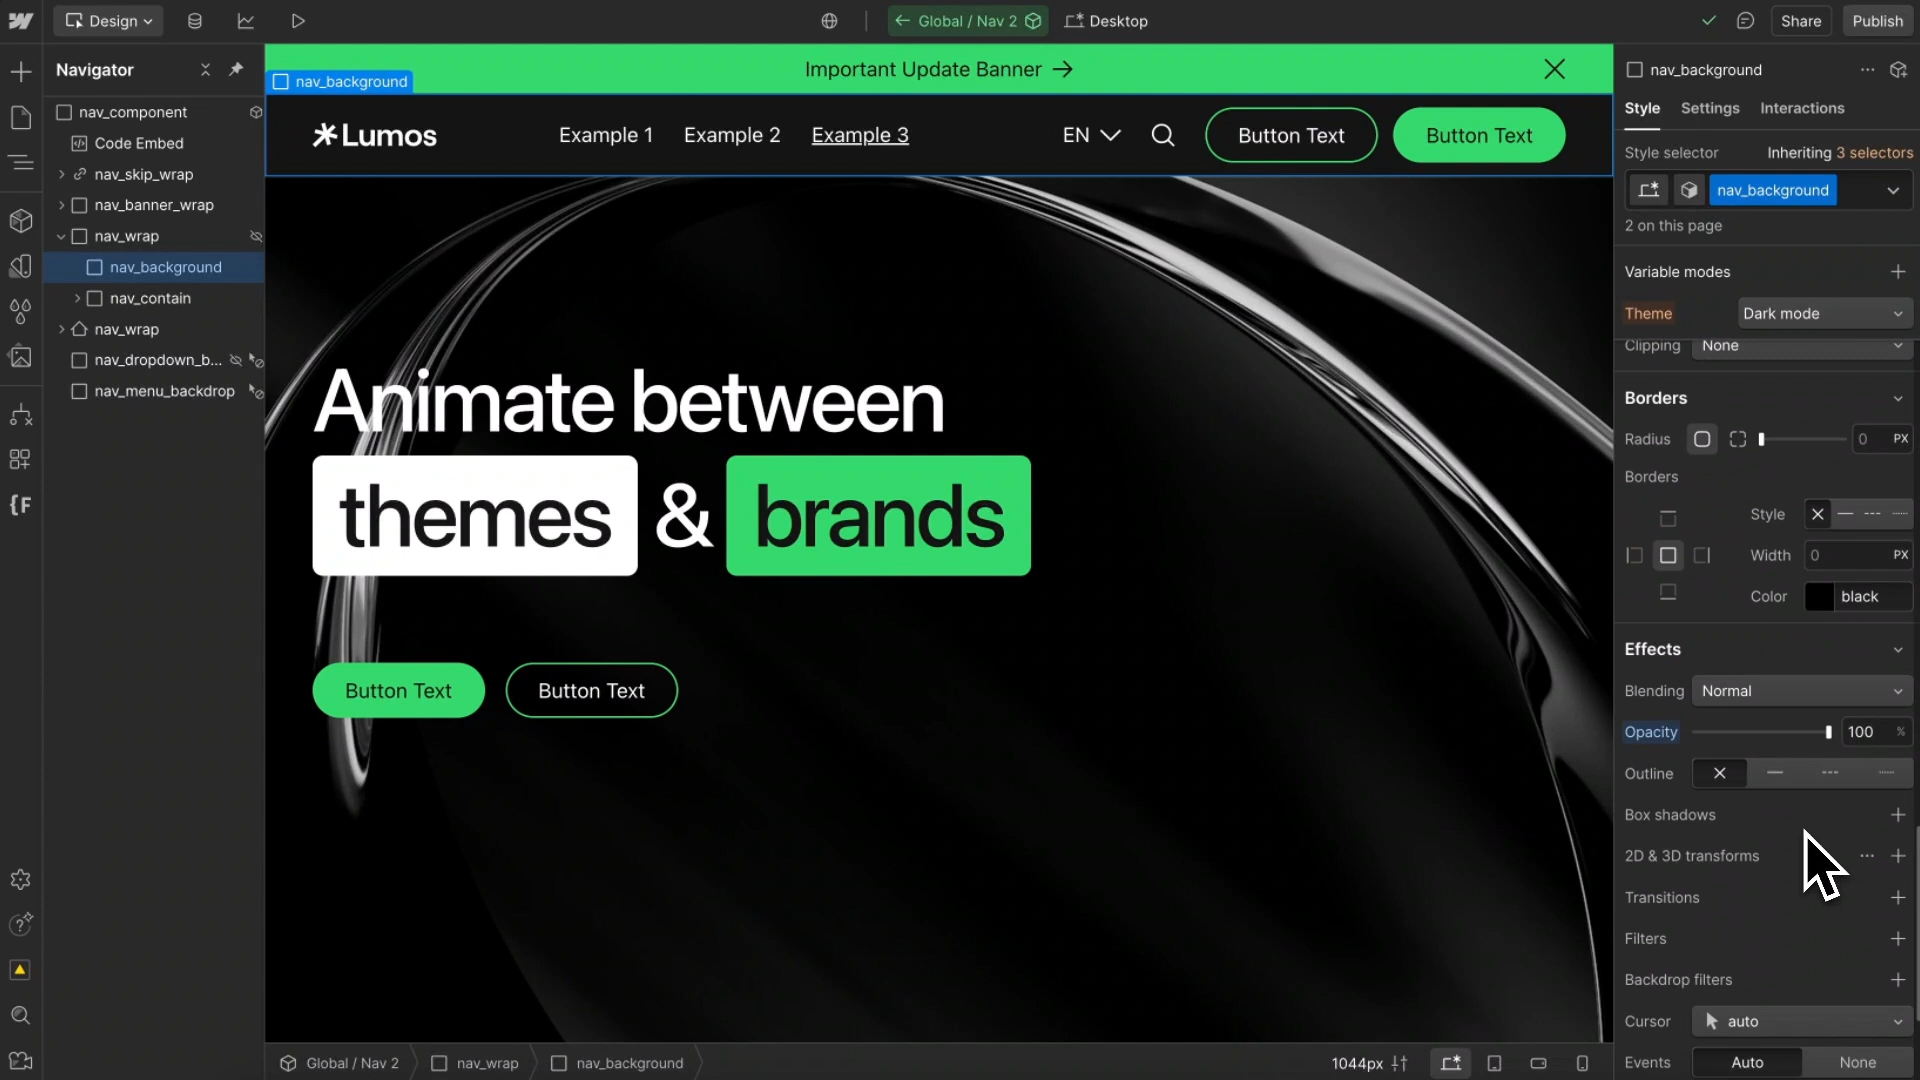 Design
Global / Nav 2
Desktop
Share
Publish
Navigator
nav_component
Code Embed
nav_skip_wrap
nav_banner_wrap
nav_wrap
nav_background
nav_contain
nav_wrap
nav_dropdown_b...
nav_menu_backdrop
Important Update Banner →
nav_background
Lumos
Example 1
Example 2
Example 3
EN
Button Text
Button Text
Animate between
themes & brands
Button Text
Button Text
Global / Nav 2
nav_wrap
nav_background
1044px
nav_background
Style
Settings
Interactions
Style selector
Inheriting 3 selectors
nav_background
2 on this page
Variable modes
Theme
Dark mode
Clipping
None
Borders
Radius
0 PX
Borders
Style
Width
0 PX
Color
black
Effects
Blending
Normal
Opacity
100 %
Outline
Box shadows
2D & 3D transforms
Transitions
Filters
Backdrop filters
Cursor
auto
Events
Auto
None